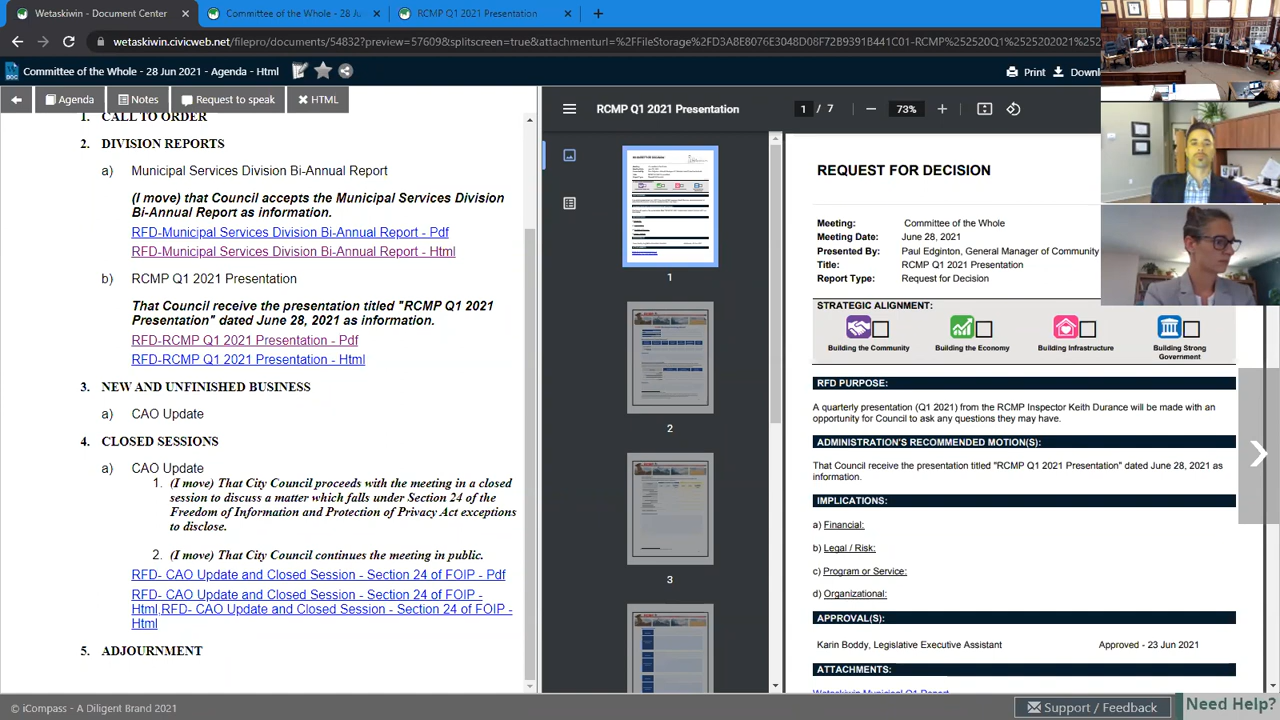 Wetaskiwin - Document Center
Committee of the Whole - 28 Ju
RCMP Q1 2021 Presentation
Committee of the Whole - 28 Jun 2021 - Agenda - Html
Print
Downl
Agenda
Notes
Request to speak
HTML
1. CALL TO ORDER
2. DIVISION REPORTS
a) Municipal Services Division Bi-Annual Report
(I move) that Council accepts the Municipal Services Division
Bi-Annual Report as information.
RFD-Municipal Services Division Bi-Annual Report - Pdf
RFD-Municipal Services Division Bi-Annual Report - Html
b) RCMP Q1 2021 Presentation
That Council receive the presentation titled "RCMP Q1 2021
Presentation" dated June 28, 2021 as information.
RFD-RCMP Q1 2021 Presentation - Pdf
RFD-RCMP Q1 2021 Presentation - Html
3. NEW AND UNFINISHED BUSINESS
a) CAO Update
4. CLOSED SESSIONS
a) CAO Update
1. (I move) That City Council proceeds with the meeting in a closed
session to discuss a matter which falls under Section 24 of the
Freedom of Information and Protection of Privacy Act exceptions
to disclose.
2. (I move) That City Council continues the meeting in public.
RFD- CAO Update and Closed Session - Section 24 of FOIP - Pdf
RFD- CAO Update and Closed Session - Section 24 of FOIP -
Html,RFD- CAO Update and Closed Session - Section 24 of FOIP -
Html
5. ADJOURNMENT
RCMP Q1 2021 Presentation
1 / 7
73%
1
2
3
REQUEST FOR DECISION
Meeting: Committee of the Whole
Meeting Date: June 28, 2021
Presented By: Paul Edginton, General Manager of Community
Title: RCMP Q1 2021 Presentation
Report Type: Request for Decision
STRATEGIC ALIGNMENT:
Building the Community
Building the Economy
Building Infrastructure
Building Strong
Government
RFD PURPOSE:
A quarterly presentation (Q1 2021) from the RCMP Inspector Keith Durance will be made with an
opportunity for Council to ask any questions they may have.
ADMINISTRATION'S RECOMMENDED MOTION(S):
That Council receive the presentation titled "RCMP Q1 2021 Presentation" dated June 28, 2021 as
information.
IMPLICATIONS:
a) Financial:
b) Legal / Risk:
c) Program or Service:
d) Organizational:
APPROVAL(S):
Karin Boddy, Legislative Executive Assistant Approved - 23 Jun 2021
ATTACHMENTS:
Wetaskiwin Municipal Q1 Report
© iCompass - A Diligent Brand 2021
Support / Feedback
Need Help?